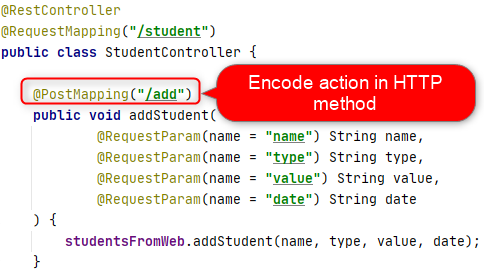 @RestController
@RequestMapping("/student")
public class StudentController {
@PostMapping("/add")
Encode action in HTTP
method
public void addStudent(
@RequestParam(name = "name") String name,
@RequestParam(name = "type") String type,
@RequestParam(name = "value") String value,
@RequestParam(name = "date") String date
) {
studentsFromWeb.addStudent(name, type, value, date);
}